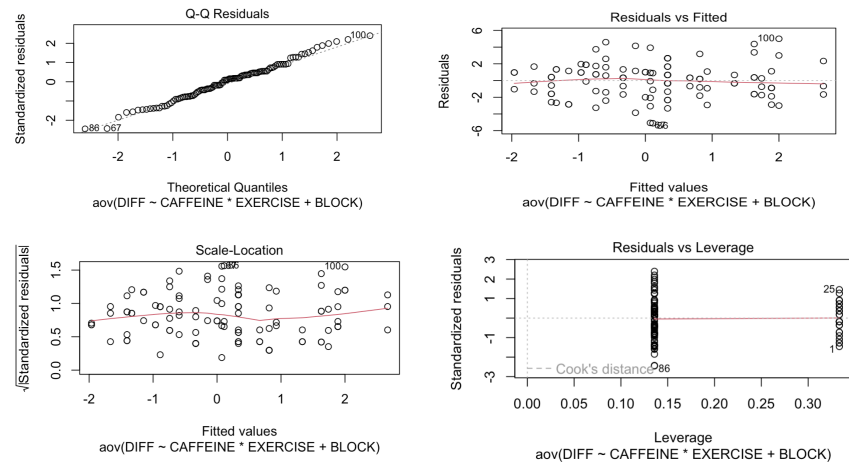 Q-Q Residuals
Standardized residuals
2
1
0
-2
100
86
67
-2
-1
0
1
2
Theoretical Quantiles
aov(DIFF ~ CAFFEINE * EXERCISE + BLOCK)
Residuals vs Fitted
Residuals
6
2
-2
-6
100
-2
-1
0
1
2
Fitted values
aov(DIFF ~ CAFFEINE * EXERCISE + BLOCK)
Scale-Location
√|Standardized residuals|
1.5
1.0
0.5
0.0
100
-2
-1
0
1
2
Fitted values
aov(DIFF ~ CAFFEINE * EXERCISE + BLOCK)
Residuals vs Leverage
Standardized residuals
3
1
-1
-3
25
1
86
Cook's distance
0.00
0.05
0.10
0.15
0.20
0.25
0.30
Leverage
aov(DIFF ~ CAFFEINE * EXERCISE + BLOCK)